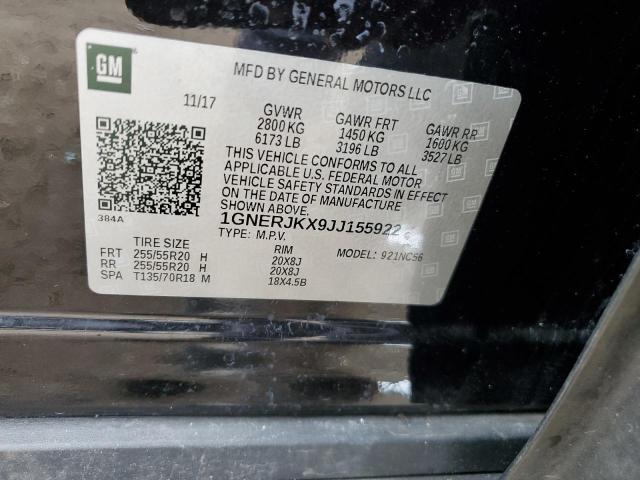 GM
MFD BY GENERAL MOTORS LLC
11/17
GVWR GAWR FRT GAWR RR
2800 KG 1450 KG 1600 KG
6173 LB 3196 LB 3527 LB
THIS VEHICLE CONFORMS TO ALL
APPLICABLE U.S. FEDERAL MOTOR
VEHICLE SAFETY STANDARDS IN EFFECT
ON THE DATE OF MANUFACTURE
SHOWN ABOVE.
384A
1GNERJKX9JJ155922
TYPE: M.P.V. MODEL: 921NC56
TIRE SIZE RIM
FRT 255/55R20 H 20X8J
RR 255/55R20 H 20X8J
SPA T135/70R18 M 18X4.5B